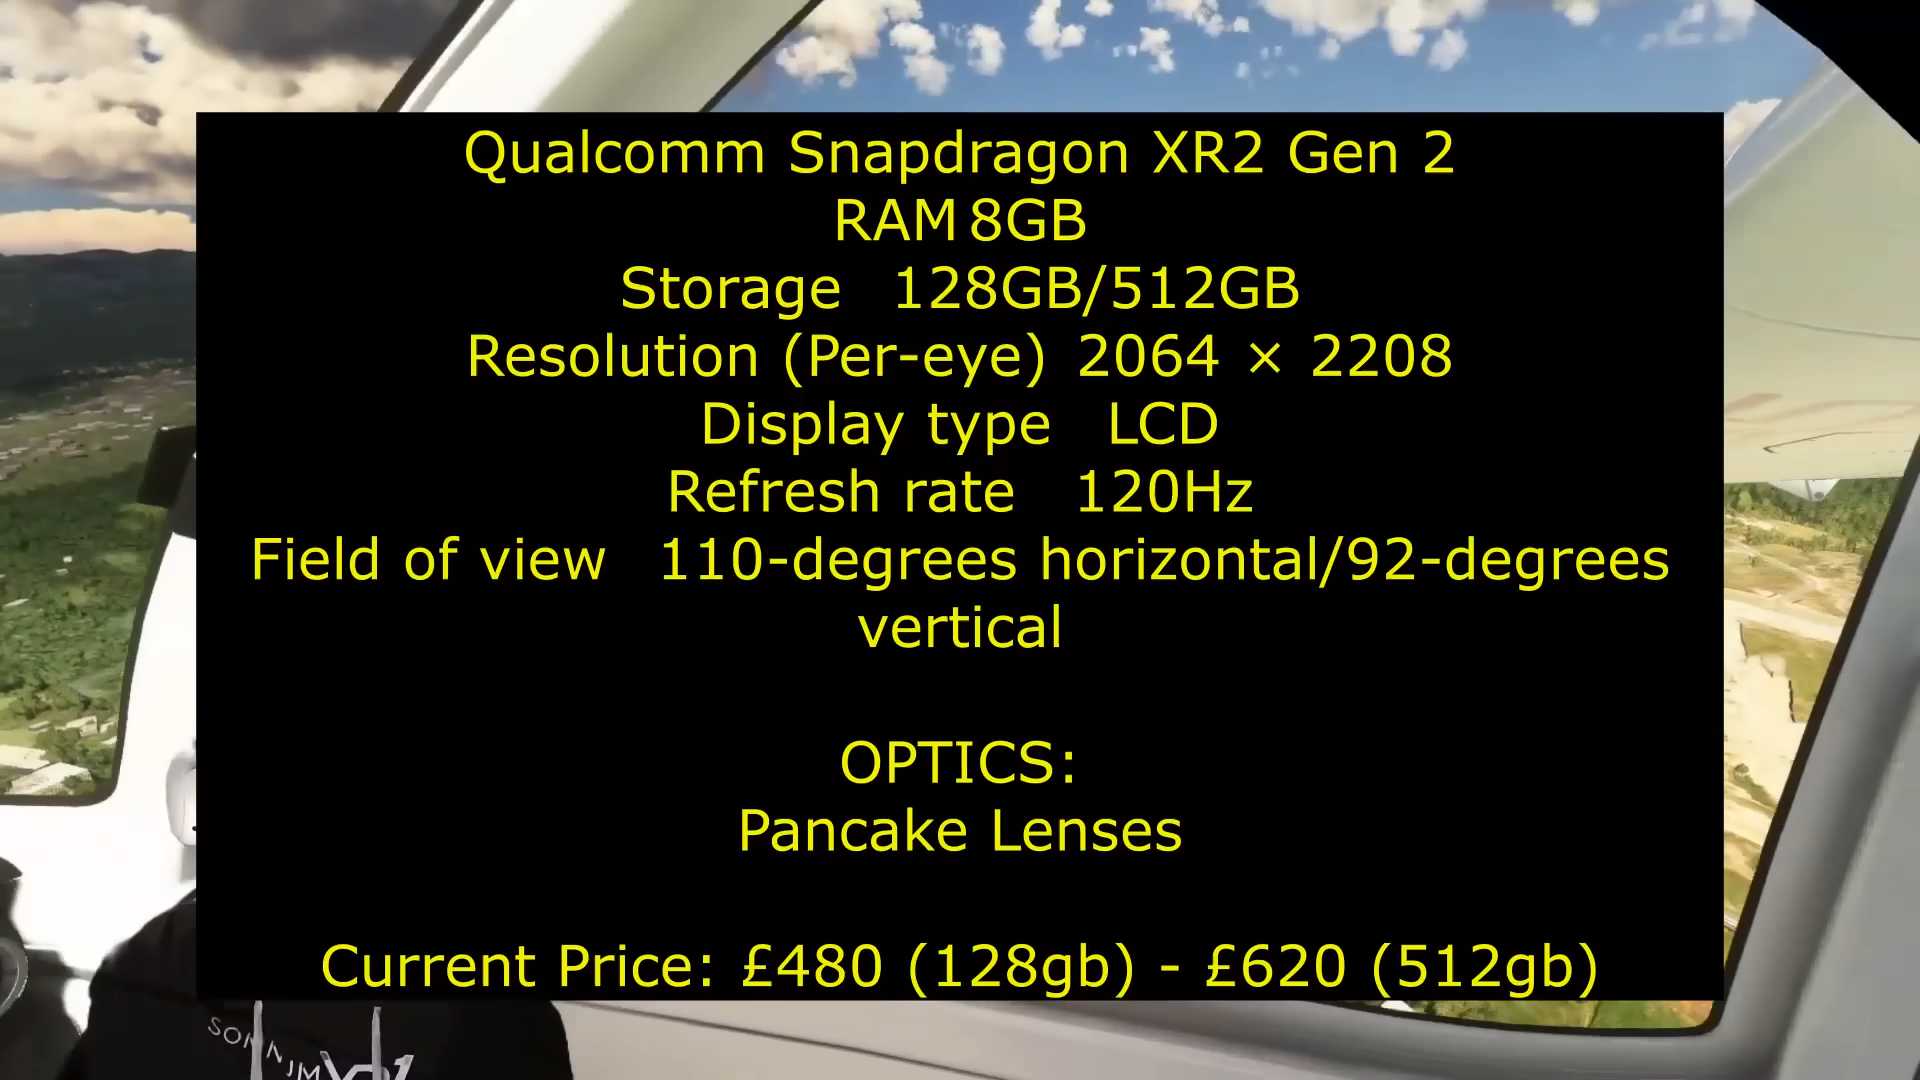 Qualcomm Snapdragon XR2 Gen 2
RAM 8GB
Storage 128GB/512GB
Resolution (Per-eye) 2064 × 2208
Display type LCD
Refresh rate 120Hz
Field of view 110-degrees horizontal/92-degrees
vertical
OPTICS:
Pancake Lenses
Current Price: £480 (128gb) - £620 (512gb)